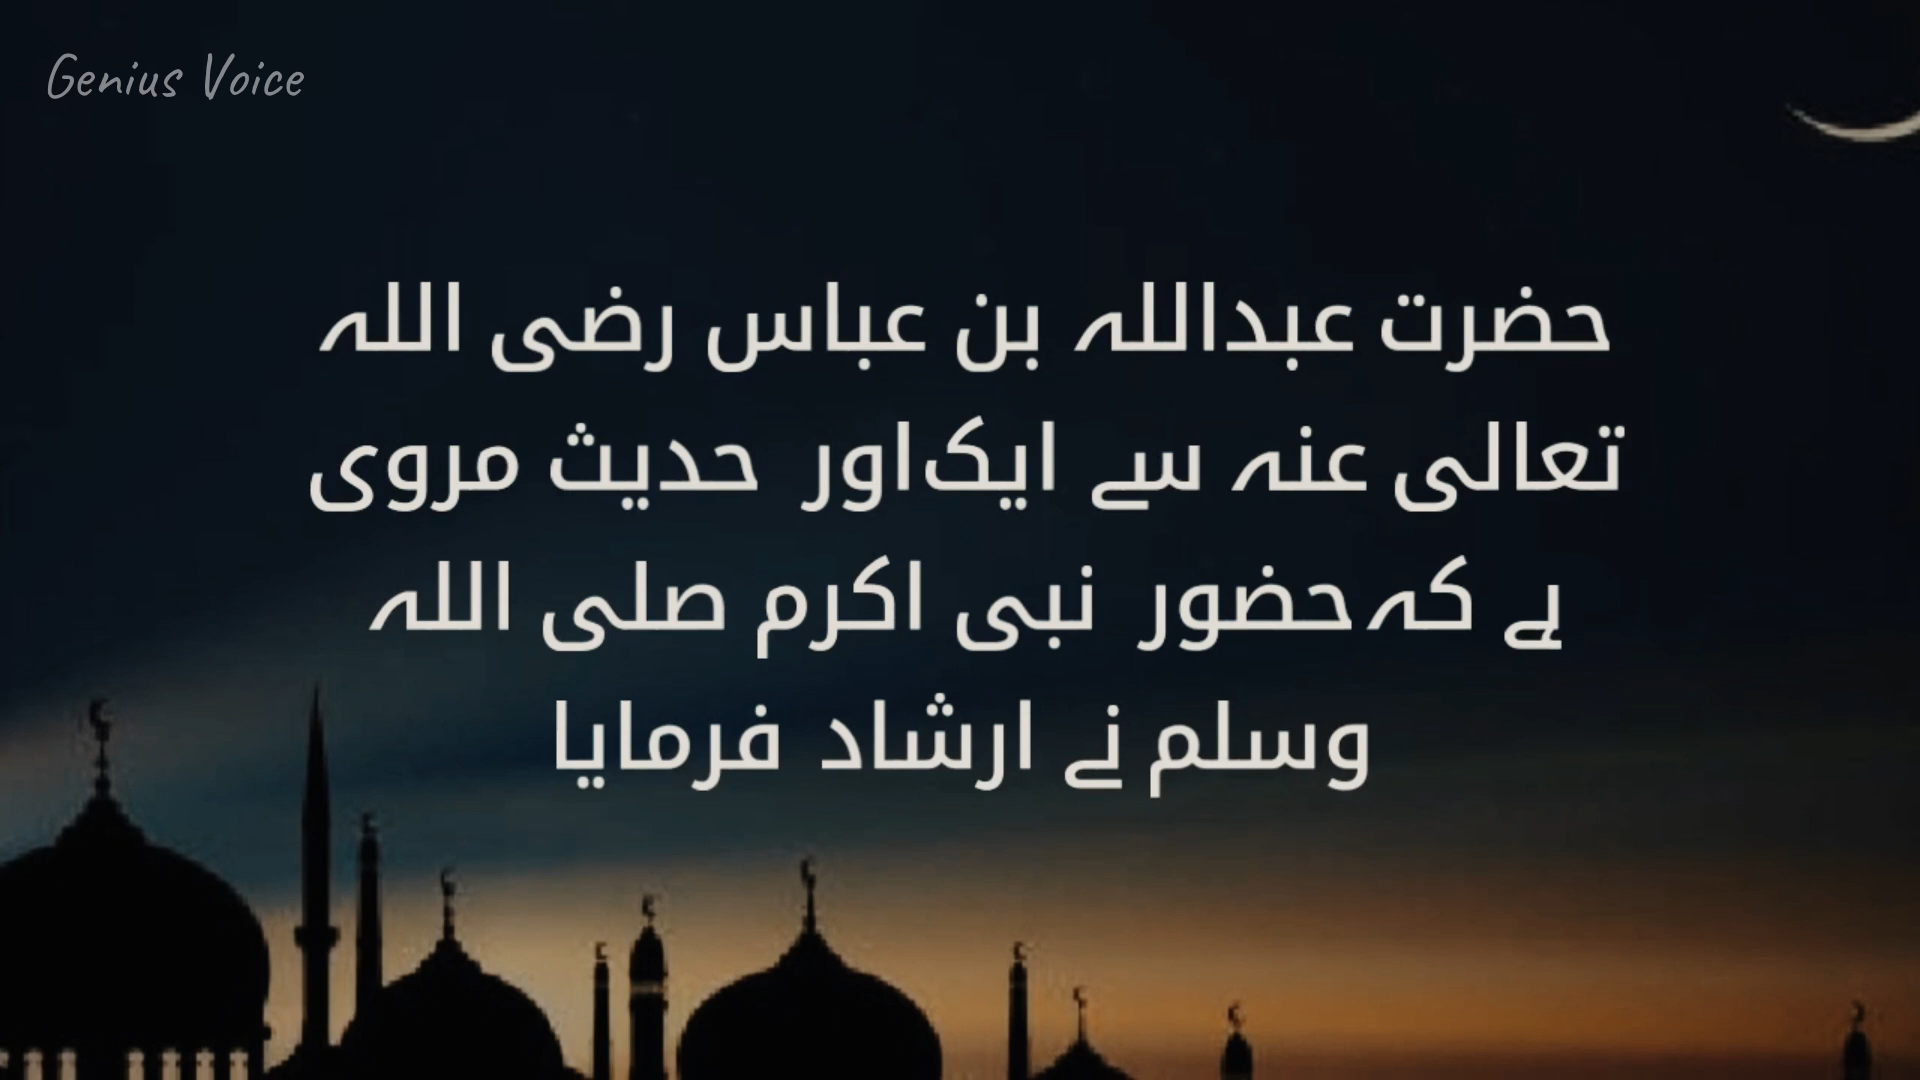 Genius Voice
حضرت عبداللہ بن عباس رضی اللہ
تعالی عنہ سے ایک‌اور حدیث مروی
ہے کہ‌حضور نبی اکرم صلی اللہ
وسلم نے ارشاد فرمایا